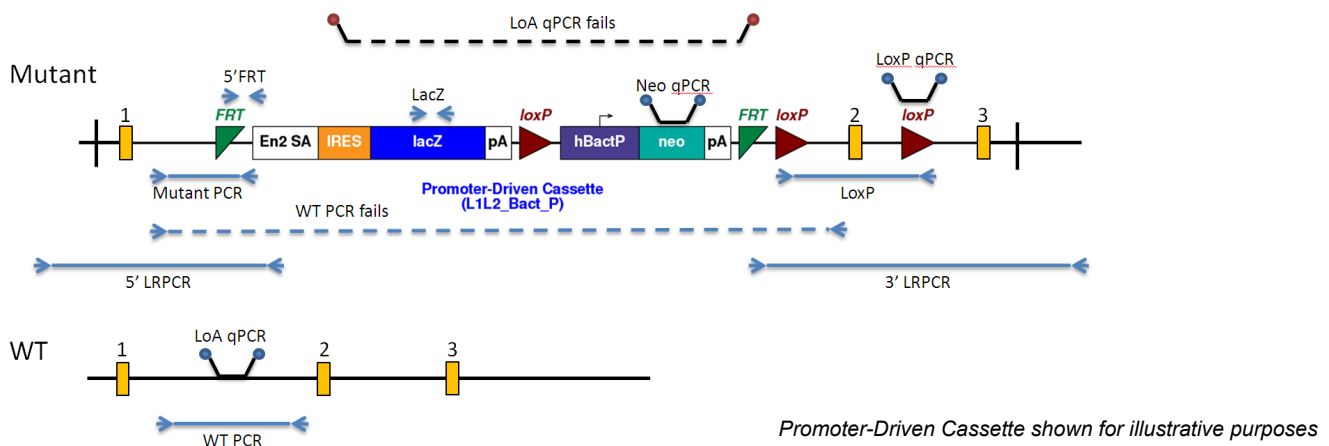 LoA qPCR fails
Mutant
5'FRT
LacZ
Neo qPCR
LoxP qPCR
1
FRT
loxP
FRT
loxP
2
loxP
3
En2 SA
IRES
lacZ
pA
hBactP
neo
pA
Mutant PCR
Promoter-Driven Cassette
(L1L2_Bact_P)
LoxP
WT PCR fails
5' LRPCR
3' LRPCR
WT
LoA qPCR
1
2
3
WT PCR
Promoter-Driven Cassette shown for illustrative purposes